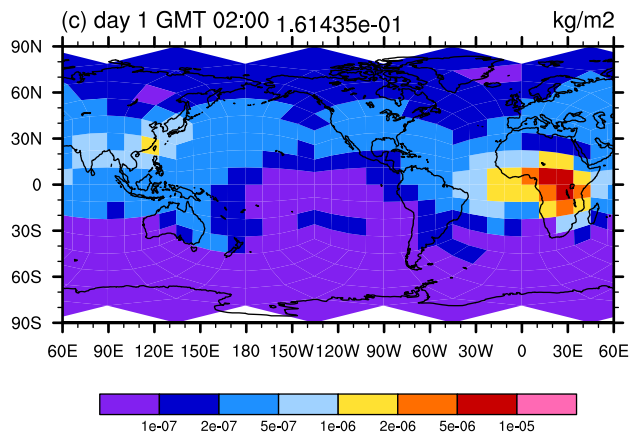 (c) day 1 GMT 02:00 1.61435e-01 kg/m2
90N
60N
30N
0
30S
60S
90S
60E 90E 120E 150E 180 150W 120W 90W 60W 30W 0 30E 60E
1e-07 2e-07 5e-07 1e-06 2e-06 5e-06 1e-05